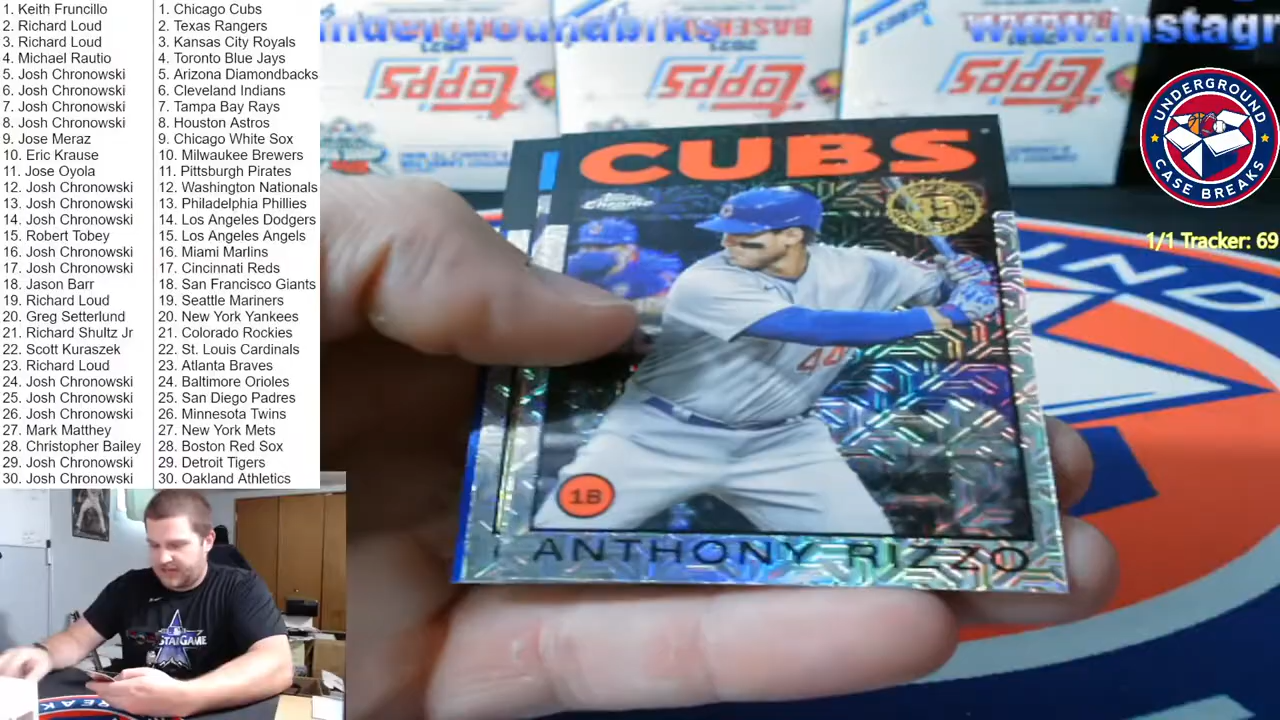 1. Keith Fruncillo
2. Richard Loud
3. Richard Loud
4. Michael Rautio
5. Josh Chronowski
6. Josh Chronowski
7. Josh Chronowski
8. Josh Chronowski
9. Jose Meraz
10. Eric Krause
11. Jose Oyola
12. Josh Chronowski
13. Josh Chronowski
14. Josh Chronowski
15. Robert Tobey
16. Josh Chronowski
17. Josh Chronowski
18. Jason Barr
19. Richard Loud
20. Greg Setterlund
21. Richard Shultz Jr
22. Scott Kuraszek
23. Richard Loud
24. Josh Chronowski
25. Josh Chronowski
26. Josh Chronowski
27. Mark Matthey
28. Christopher Bailey
29. Josh Chronowski
30. Josh Chronowski
1. Chicago Cubs
2. Texas Rangers
3. Kansas City Royals
4. Toronto Blue Jays
5. Arizona Diamondbacks
6. Cleveland Indians
7. Tampa Bay Rays
8. Houston Astros
9. Chicago White Sox
10. Milwaukee Brewers
11. Pittsburgh Pirates
12. Washington Nationals
13. Philadelphia Phillies
14. Los Angeles Dodgers
15. Los Angeles Angels
16. Miami Marlins
17. Cincinnati Reds
18. San Francisco Giants
19. Seattle Mariners
20. New York Yankees
21. Colorado Rockies
22. St. Louis Cardinals
23. Atlanta Braves
24. Baltimore Orioles
25. San Diego Padres
26. Minnesota Twins
27. New York Mets
28. Boston Red Sox
29. Detroit Tigers
30. Oakland Athletics
www.instagr
topps
topps
topps
UNDERGROUND
CASE BREAKS
1/1 Tracker: 69
CUBS
Topps
Chrome
35
44
1B
ANTHONY RIZZO
UND
STAR GAME
BREAK